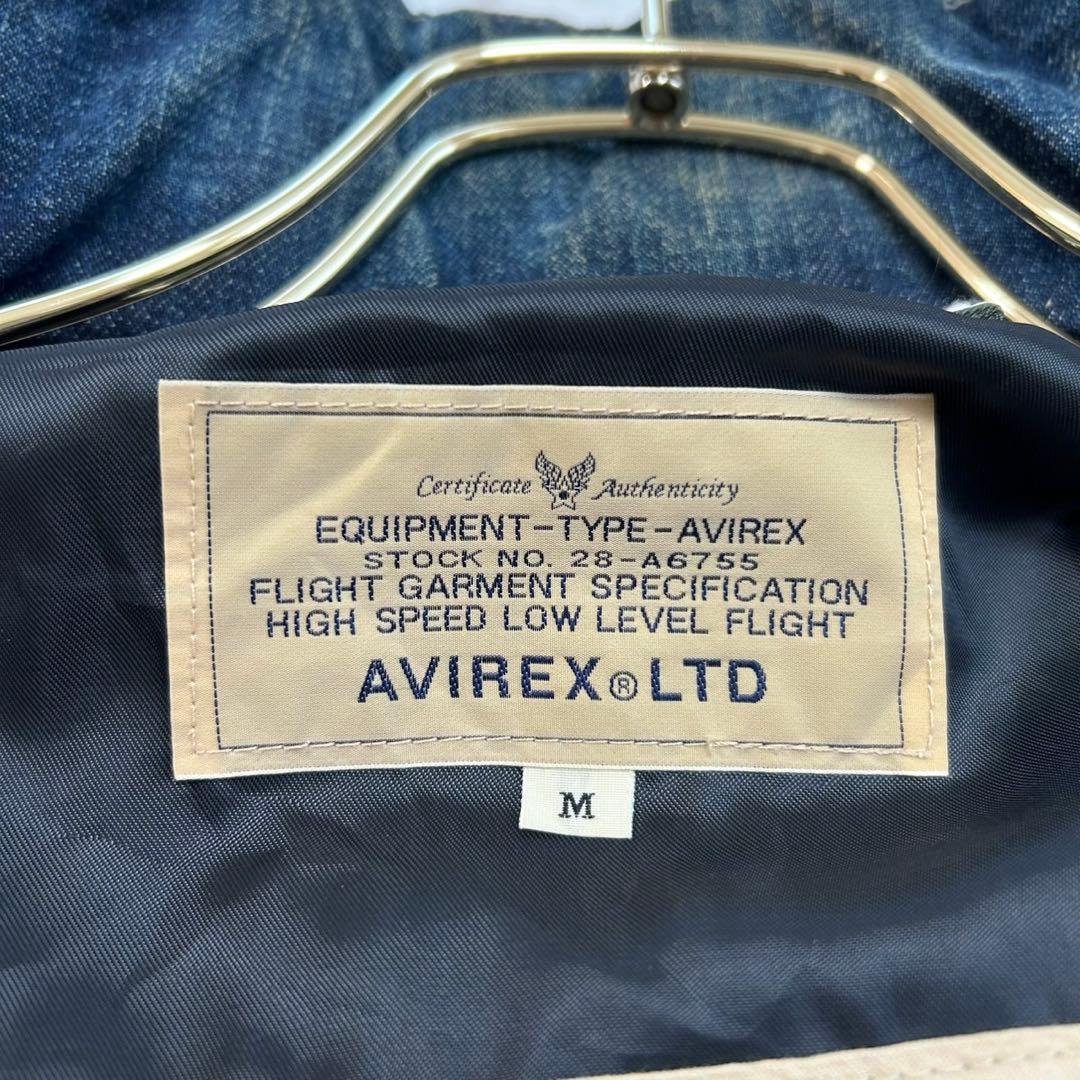 Certificate Authenticity
EQUIPMENT-TYPE-AVIREX
STOCK NO. 28-A6755
FLIGHT GARMENT SPECIFICATION
HIGH SPEED LOW LEVEL FLIGHT
AVIREX® LTD
M